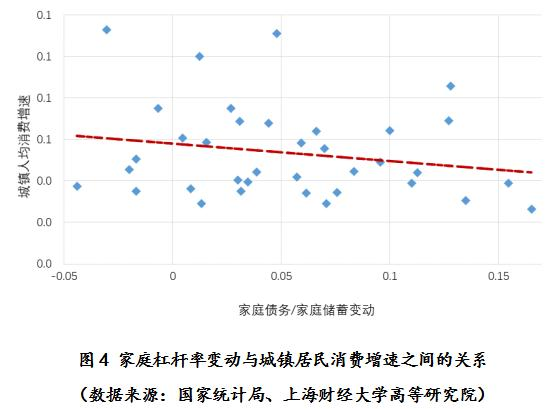 0.1
0.1
0.1
0.1
0.0
0.0
0.0
城镇人均消费增速
-0.05 0 0.05 0.1 0.15
家庭债务/家庭储蓄变动
图 4 家庭杠杆率变动与城镇居民消费增速之间的关系
（数据来源：国家统计局、上海财经大学高等研究院）